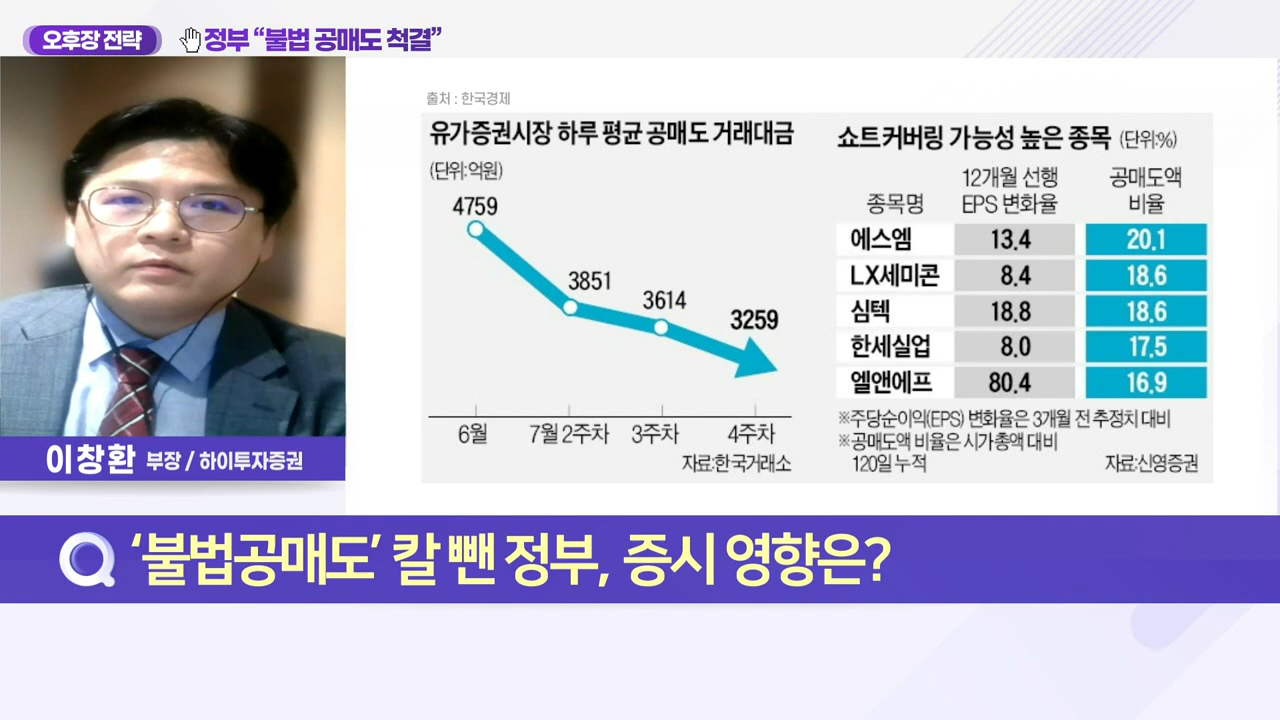 오후장 전략
정부 “불법 공매도 척결”
출처 : 한국경제
유가증권시장 하루 평균 공매도 거래대금
(단위:억원)
4759
3851
3614
3259
6월 7월 2주차 3주차 4주차
자료:한국거래소
쇼트커버링 가능성 높은 종목 (단위:%)
종목명 12개월 선행 EPS 변화율 공매도액 비율
에스엠 13.4 20.1
LX세미콘 8.4 18.6
심텍 18.8 18.6
한세실업 8.0 17.5
엘앤에프 80.4 16.9
※주당순이익(EPS) 변화율은 3개월 전 추정치 대비
※공매도액 비율은 시가총액 대비
120일 누적 자료:신영증권
이창환 부장 / 하이투자증권
Q ‘불법공매도’ 칼 뺀 정부, 증시 영향은?